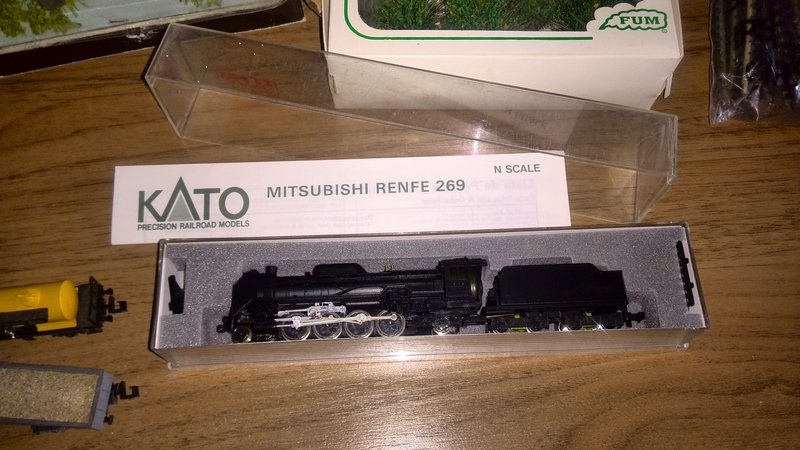 FUM
N SCALE
KATO
MITSUBISHI RENFE 269
PRECISION RAILROAD MODELS